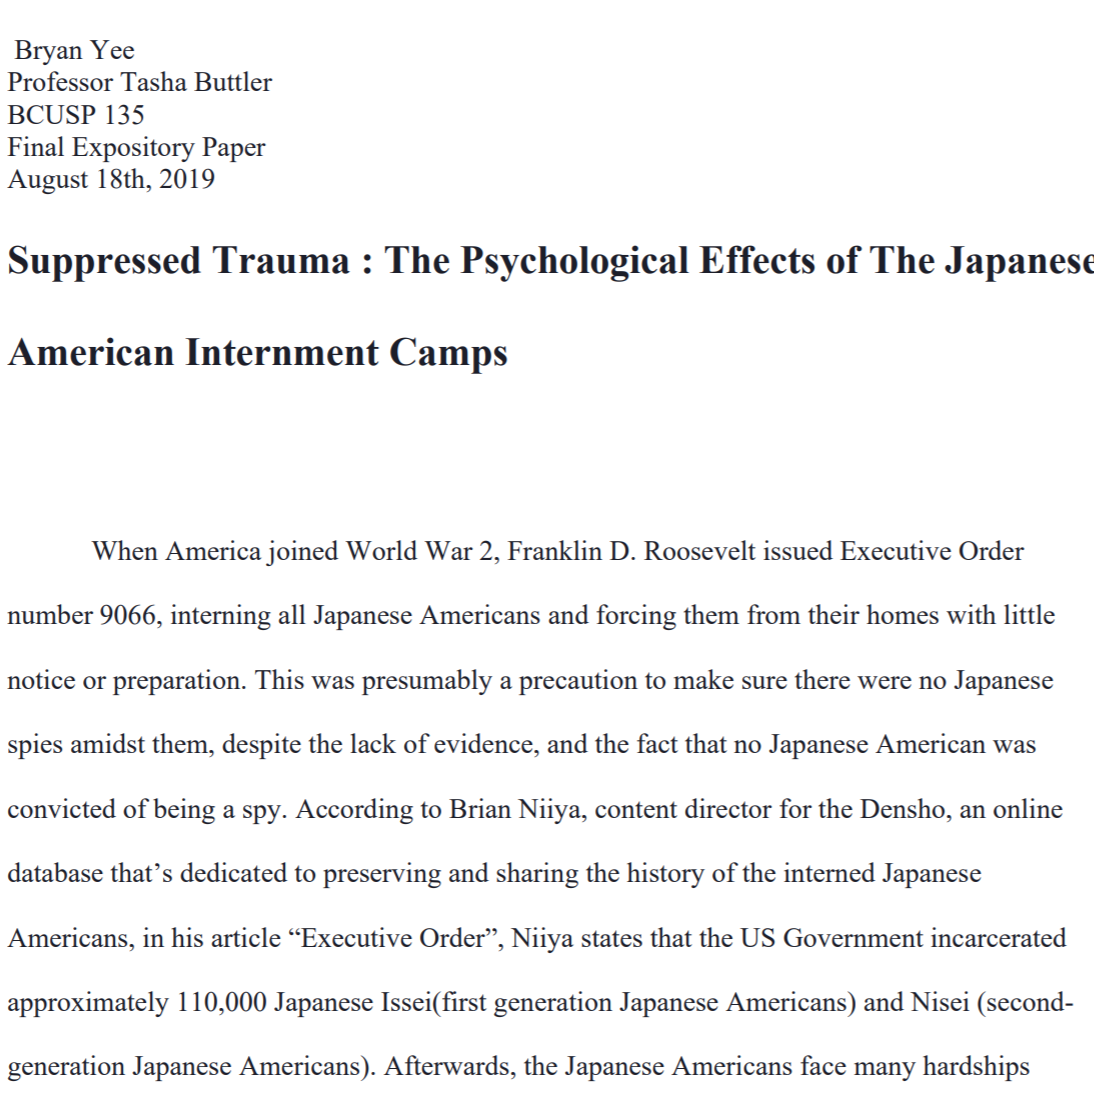 Bryan Yee
Professor Tasha Buttler
BCUSP 135
Final Expository Paper
August 18th, 2019
Suppressed Trauma : The Psychological Effects of The Japanese
American Internment Camps
When America joined World War 2, Franklin D. Roosevelt issued Executive Order
number 9066, interning all Japanese Americans and forcing them from their homes with little
notice or preparation. This was presumably a precaution to make sure there were no Japanese
spies amidst them, despite the lack of evidence, and the fact that no Japanese American was
convicted of being a spy. According to Brian Niiya, content director for the Densho, an online
database that’s dedicated to preserving and sharing the history of the interned Japanese
Americans, in his article “Executive Order”, Niiya states that the US Government incarcerated
approximately 110,000 Japanese Issei(first generation Japanese Americans) and Nisei (second-
generation Japanese Americans). Afterwards, the Japanese Americans face many hardships